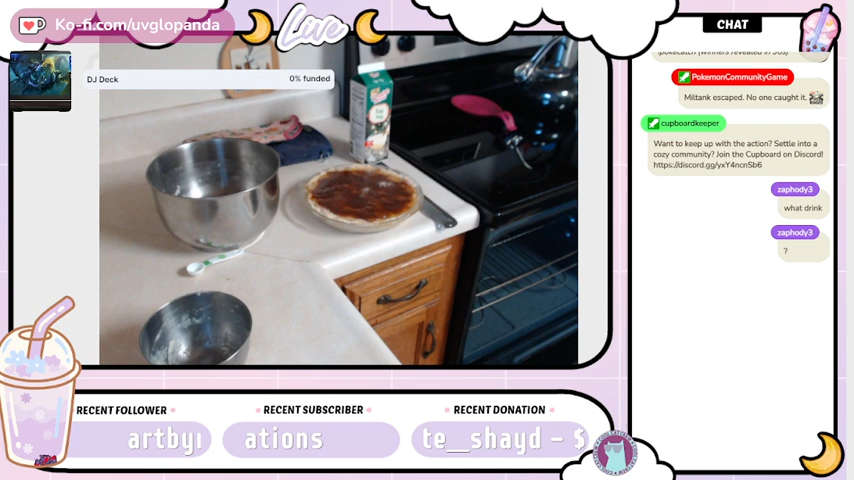 Ko-fi.com/uvglopanda
Live
DJ Deck
0% funded
CHAT
PokemonCommunityGame
Miltank escaped. No one caught it.
cupboardkeeper
Want to keep up with the action? Settle into a
cozy community? Join the Cupboard on Discord!
https://discord.gg/yxY4ncnSb6
zaphody3
what drink
zaphody3
?
RECENT FOLLOWER
RECENT SUBSCRIBER
RECENT DONATION
artbyı
ations
te__shayd - $